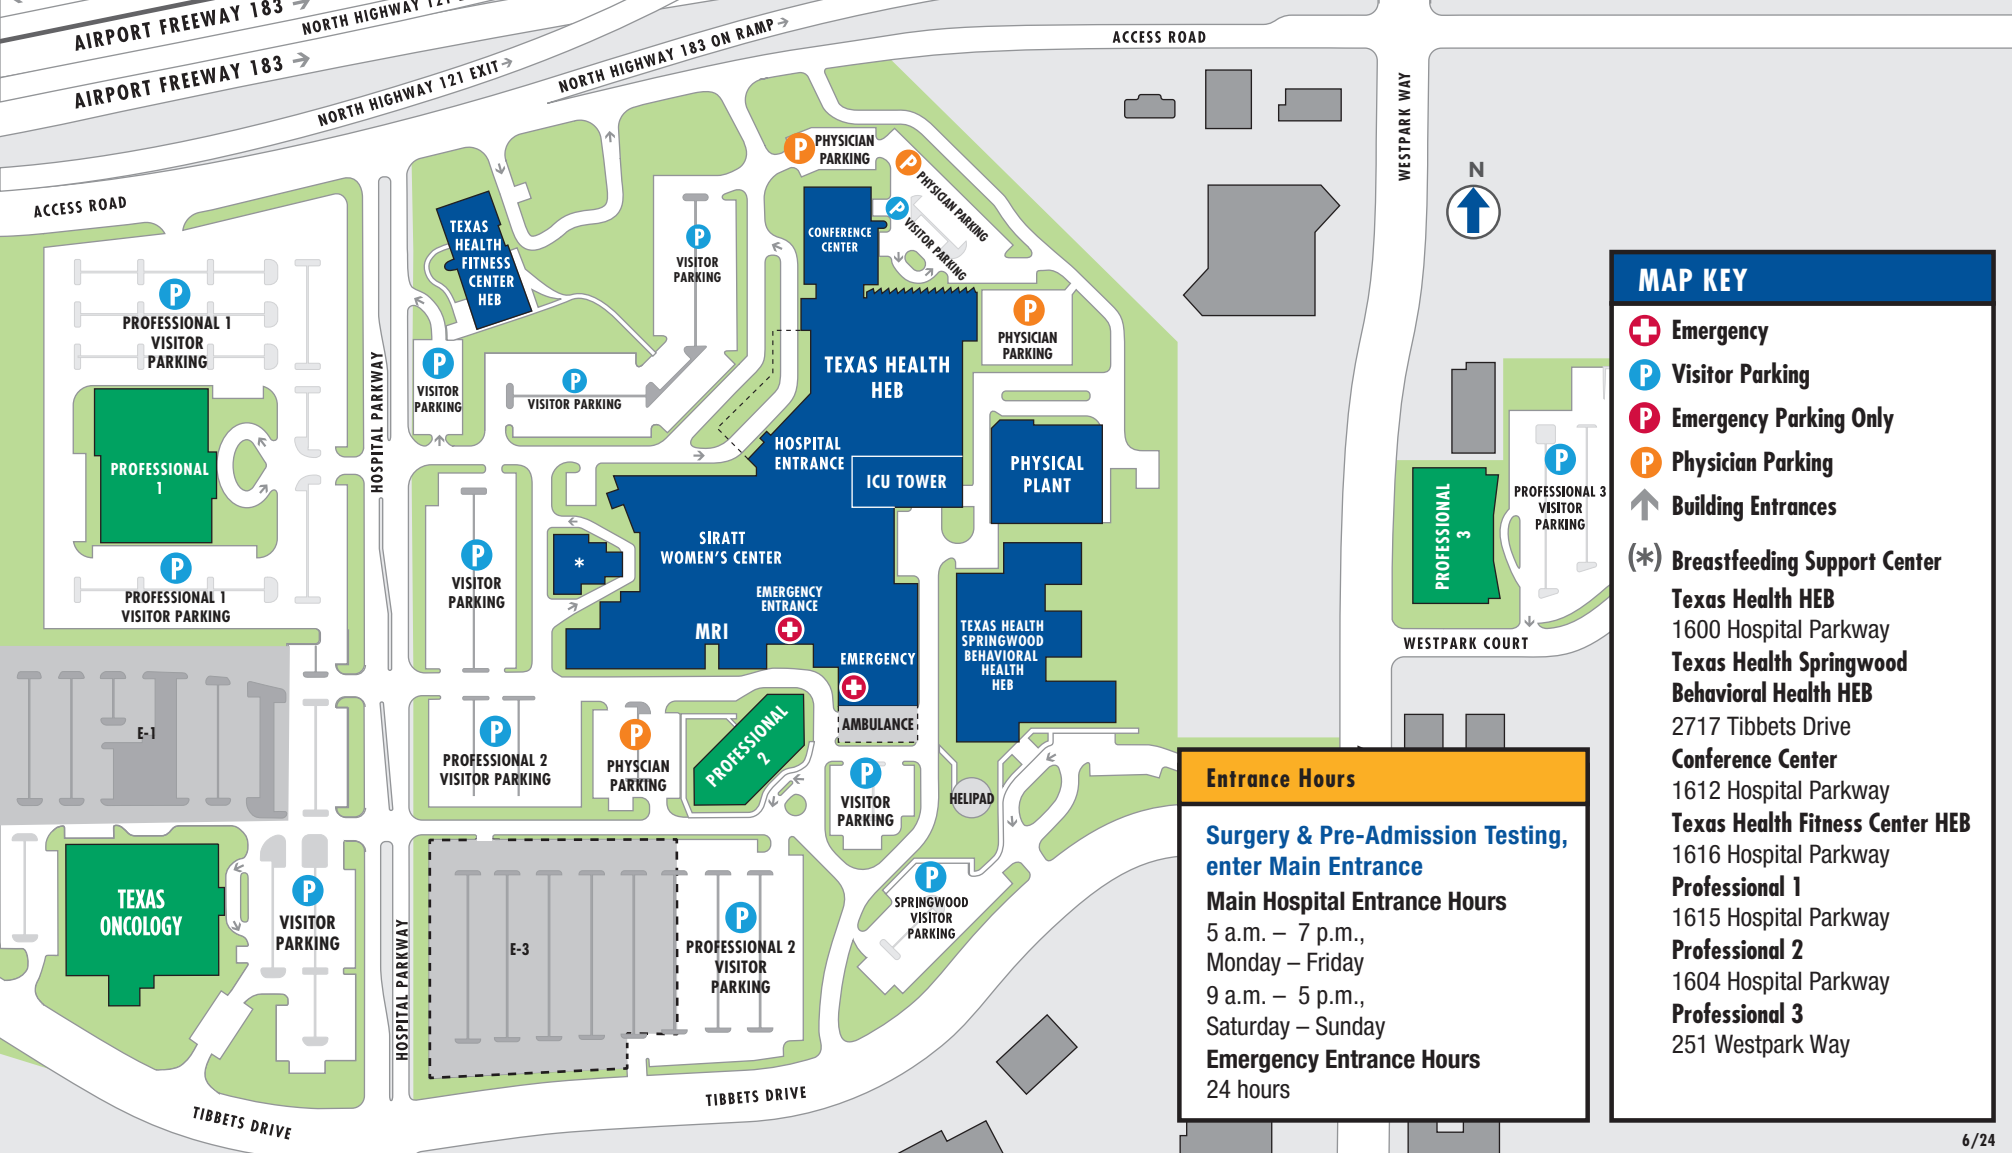 AIRPORT FREEWAY 183
NORTH HIGHWAY 121
AIRPORT FREEWAY 183
NORTH HIGHWAY 121 EXIT
NORTH HIGHWAY 183 ON RAMP
ACCESS ROAD
WESTPARK WAY
N
ACCESS ROAD
P
PHYSICIAN
PARKING
P
PHYSICIAN PARKING
P
VISITOR PARKING
CONFERENCE
CENTER
TEXAS
HEALTH
FITNESS
CENTER
HEB
P
VISITOR
PARKING
P
PROFESSIONAL 1
VISITOR
PARKING
P
PHYSICIAN
PARKING
HOSPITAL PARKWAY
P
VISITOR
PARKING
P
VISITOR PARKING
TEXAS HEALTH
HEB
HOSPITAL
ENTRANCE
ICU TOWER
PHYSICAL
PLANT
PROFESSIONAL
1
P
PROFESSIONAL 1
VISITOR PARKING
P
VISITOR
PARKING
*
SIRATT
WOMEN'S CENTER
EMERGENCY
ENTRANCE
MRI
EMERGENCY
AMBULANCE
TEXAS HEALTH
SPRINGWOOD
BEHAVIORAL
HEALTH
HEB
PROFESSIONAL
3
P
PROFESSIONAL 3
VISITOR
PARKING
WESTPARK COURT
E-1
P
PROFESSIONAL 2
VISITOR PARKING
P
PHYSCIAN
PARKING
PROFESSIONAL
2
P
VISITOR
PARKING
HELIPAD
TEXAS
ONCOLOGY
P
VISITOR
PARKING
HOSPITAL PARKWAY
E-3
P
PROFESSIONAL 2
VISITOR
PARKING
P
SPRINGWOOD
VISITOR
PARKING
TIBBETS DRIVE
TIBBETS DRIVE
Entrance Hours
Surgery & Pre-Admission Testing,
enter Main Entrance
Main Hospital Entrance Hours
5 a.m. – 7 p.m.,
Monday – Friday
9 a.m. – 5 p.m.,
Saturday – Sunday
Emergency Entrance Hours
24 hours
MAP KEY
Emergency
P Visitor Parking
P Emergency Parking Only
P Physician Parking
Building Entrances
(*) Breastfeeding Support Center
Texas Health HEB
1600 Hospital Parkway
Texas Health Springwood
Behavioral Health HEB
2717 Tibbets Drive
Conference Center
1612 Hospital Parkway
Texas Health Fitness Center HEB
1616 Hospital Parkway
Professional 1
1615 Hospital Parkway
Professional 2
1604 Hospital Parkway
Professional 3
251 Westpark Way
6/24